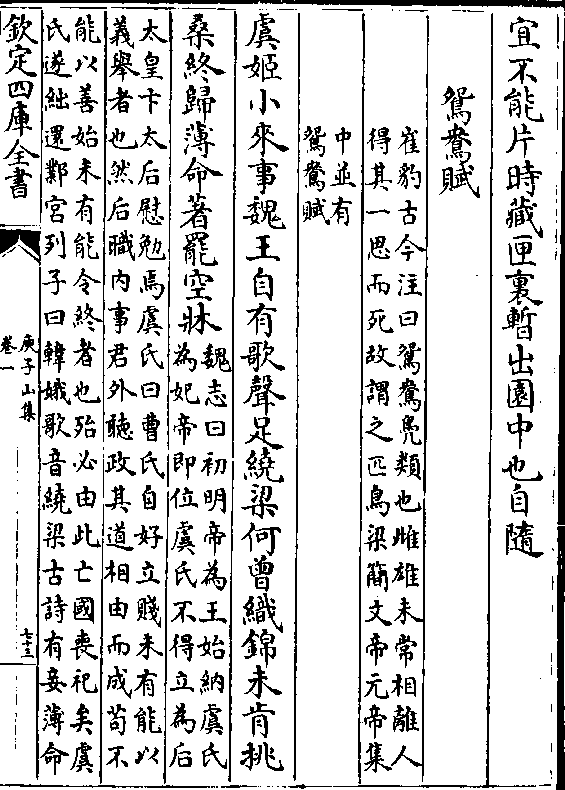 宜不能片時藏匣裏暫出園中也自隨
鴛鴦賦
崔豹古今注曰鴛鴦鳧類也雌雄未常相離人
得其一思而死故謂之匹鳥梁簡文帝元帝集
中並有
鴛鴦賦
虞姬小來事魏王自有歌聲足繞梁何曾織錦未肯挑
桑終歸薄命著罷空牀
魏志曰初明帝為王始納虞氏
為妃帝即位虞氏不得立為后
太皇卞太后慰勉焉虞氏曰曹氏自好立賤未有能以
義舉者也然后職內事君外聽政其道相由而成苟不
能以善始未有能令終者也殆必由此亡國喪祀矣虞
氏遂絀還鄴宮列子曰韓娥歌音繞梁古詩有妾薄命
欽定四庫全書
庾子山集
卷一
七十三